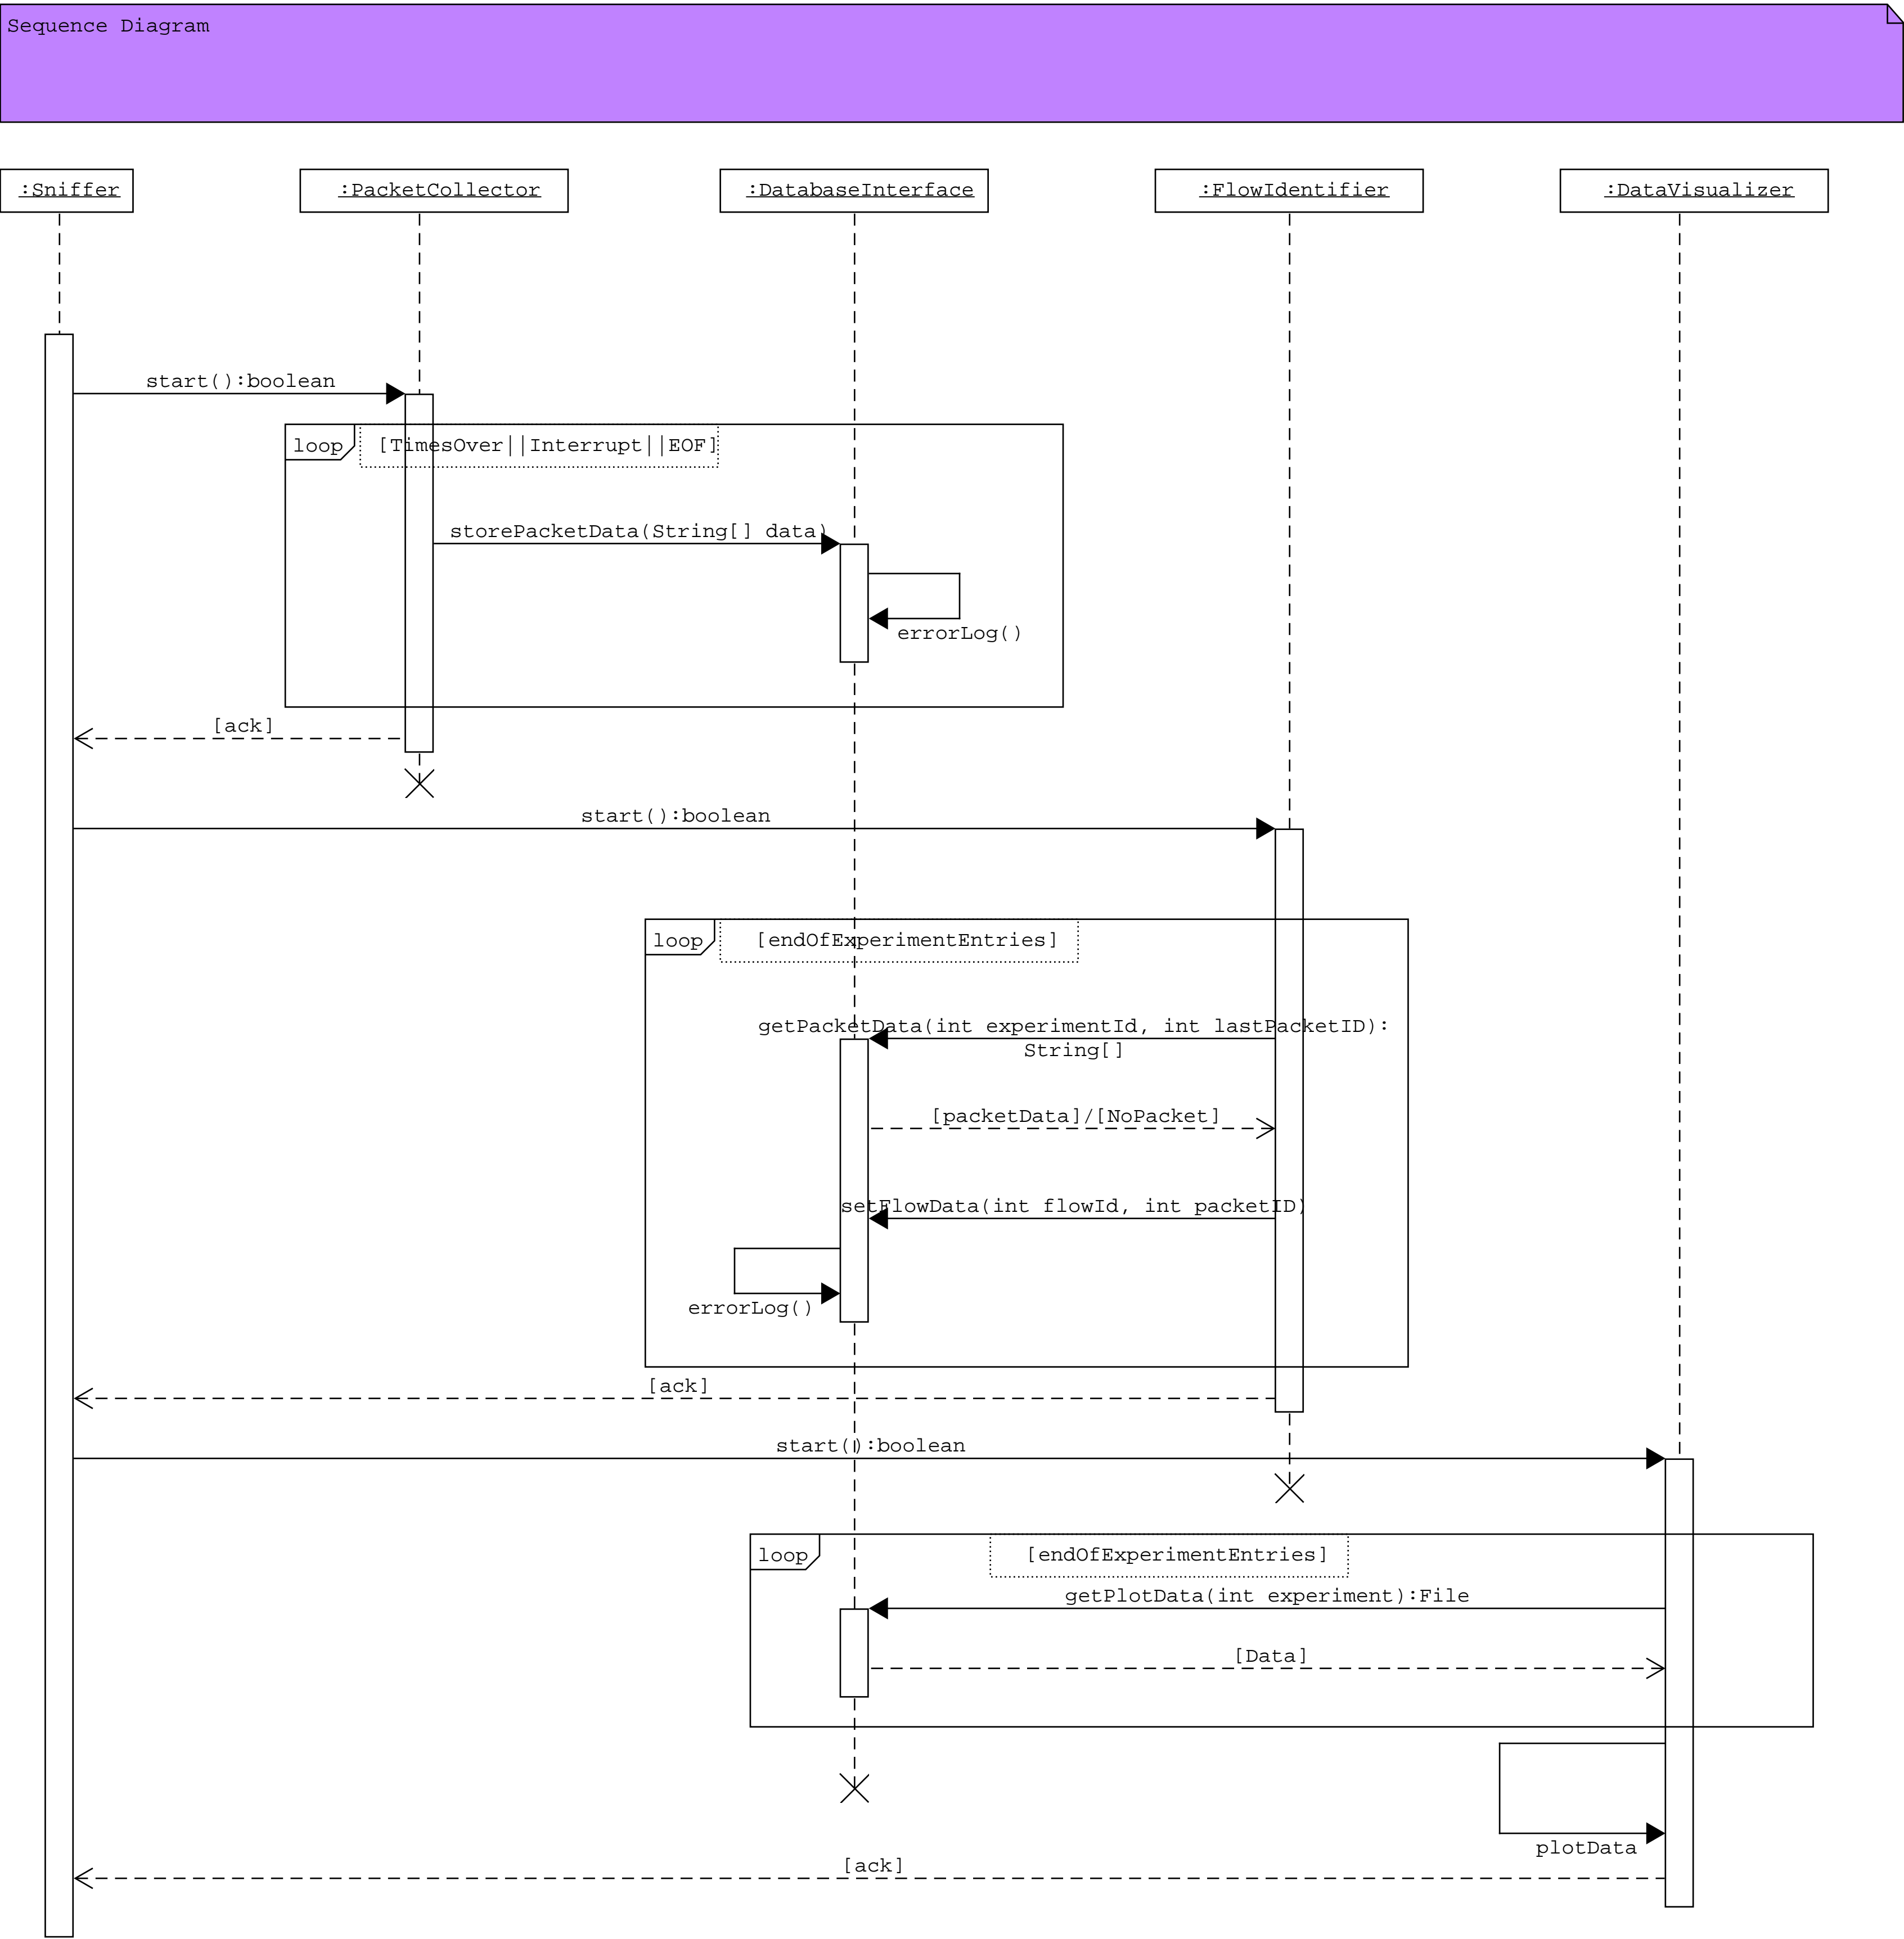 Sequence Diagram
:Sniffer
:PacketCollector
:DatabaseInterface
:FlowIdentifier
:DataVisualizer
start():boolean
loop
[TimesOver||Interrupt||EOF]
storePacketData(String[] data)
errorLog()
[ack]
start():boolean
loop
[endOfExperimentEntries]
getPacketData(int experimentId, int lastPacketID):
String[]
[packetData]/[NoPacket]
setFlowData(int flowId, int packetID)
errorLog()
[ack]
start():boolean
loop
[endOfExperimentEntries]
getPlotData(int experiment):File
[Data]
plotData
[ack]